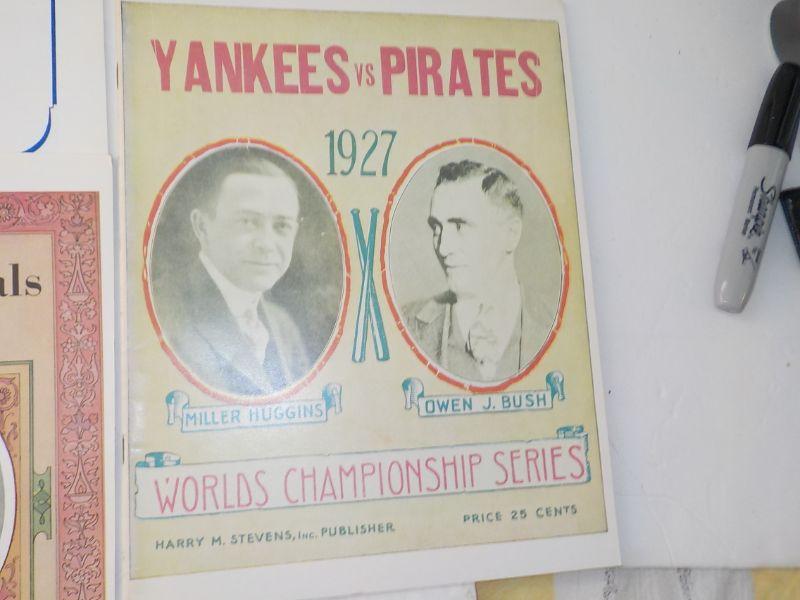 YANKEES VS PIRATES
1927
MILLER HUGGINS
OWEN J. BUSH
WORLDS CHAMPIONSHIP SERIES
HARRY M. STEVENS, INC. PUBLISHER
PRICE 25 CENTS
als
Sharpie